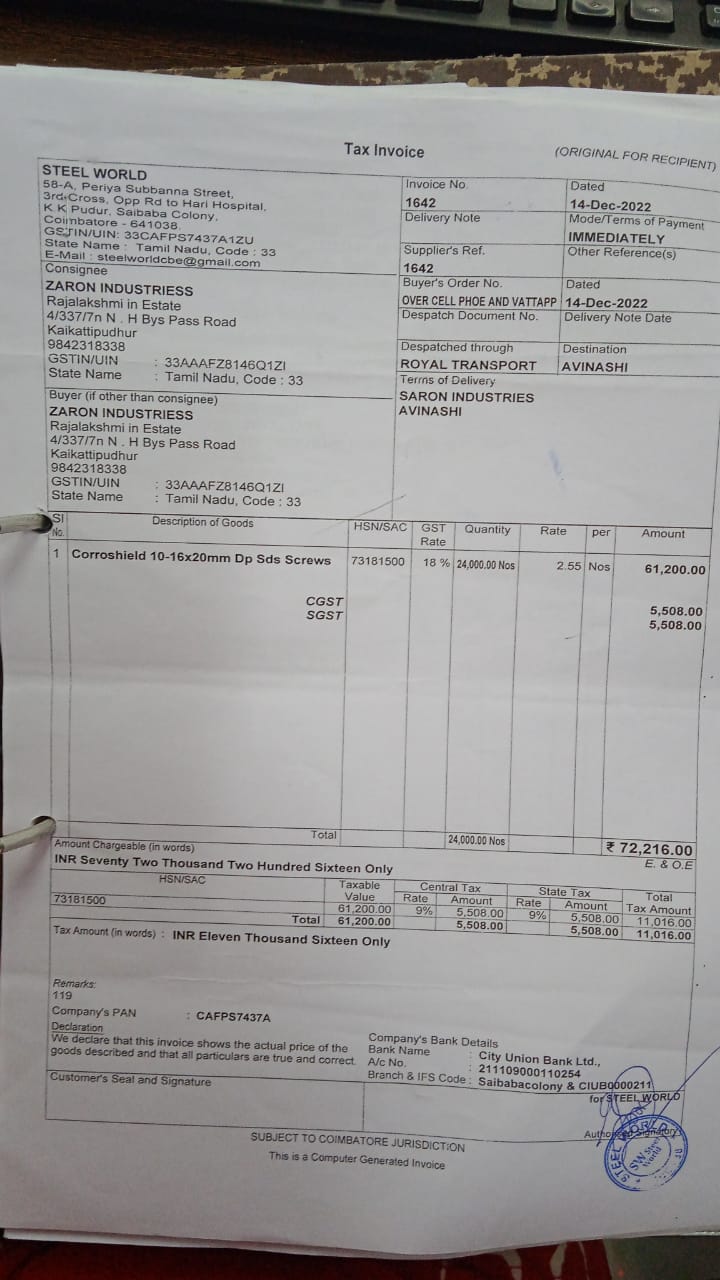 Tax Invoice
(ORIGINAL FOR RECIPIENT)
STEEL WORLD
58-A, Periya Subbanna Street,
3rd Cross, Opp Rd to Hari Hospital,
K K Pudur, Saibaba Colony,
Coimbatore - 641038.
GSTIN/UIN: 33CAFPS7437A1ZU
State Name : Tamil Nadu, Code : 33
E-Mail : steelworldcbe@gmail.com
Invoice No.
1642
Dated
14-Dec-2022
Delivery Note
Mode/Terms of Payment
IMMEDIATELY
Supplier's Ref.
1642
Other Reference(s)
Consignee
ZARON INDUSTRIESS
Rajalakshmi in Estate
4/337/7n N . H Bys Pass Road
Kaikattipudhur
9842318338
GSTIN/UIN : 33AAAFZ8146Q1ZI
State Name : Tamil Nadu, Code : 33
Buyer's Order No.
OVER CELL PHOE AND VATTAPP
Dated
14-Dec-2022
Despatch Document No.
Delivery Note Date
Despatched through
ROYAL TRANSPORT
Destination
AVINASHI
Terms of Delivery
SARON INDUSTRIES
AVINASHI
Buyer (if other than consignee)
ZARON INDUSTRIESS
Rajalakshmi in Estate
4/337/7n N . H Bys Pass Road
Kaikattipudhur
9842318338
GSTIN/UIN : 33AAAFZ8146Q1ZI
State Name : Tamil Nadu, Code : 33
Sl No. Description of Goods HSN/SAC GST Rate Quantity Rate per Amount
1 Corroshield 10-16x20mm Dp Sds Screws 73181500 18 % 24,000.00 Nos 2.55 Nos 61,200.00
CGST 5,508.00
SGST 5,508.00
Total 24,000.00 Nos ₹ 72,216.00
Amount Chargeable (in words) E. & O.E
INR Seventy Two Thousand Two Hundred Sixteen Only
HSN/SAC Taxable Value Central Tax Rate Amount State Tax Rate Amount Total Tax Amount
73181500 61,200.00 9% 5,508.00 9% 5,508.00 11,016.00
Total 61,200.00 5,508.00 5,508.00 11,016.00
Tax Amount (in words) : INR Eleven Thousand Sixteen Only
Remarks:
119
Company's PAN : CAFPS7437A
Declaration
We declare that this invoice shows the actual price of the
goods described and that all particulars are true and correct.
Company's Bank Details
Bank Name : City Union Bank Ltd.,
A/c No. : 211109000110254
Branch & IFS Code : Saibabacolony & CIUB0000211
Customer's Seal and Signature
for STEEL WORLD
Authorised Signatory
STEEL WORLD
SW Steel World
SUBJECT TO COIMBATORE JURISDICTION
This is a Computer Generated Invoice